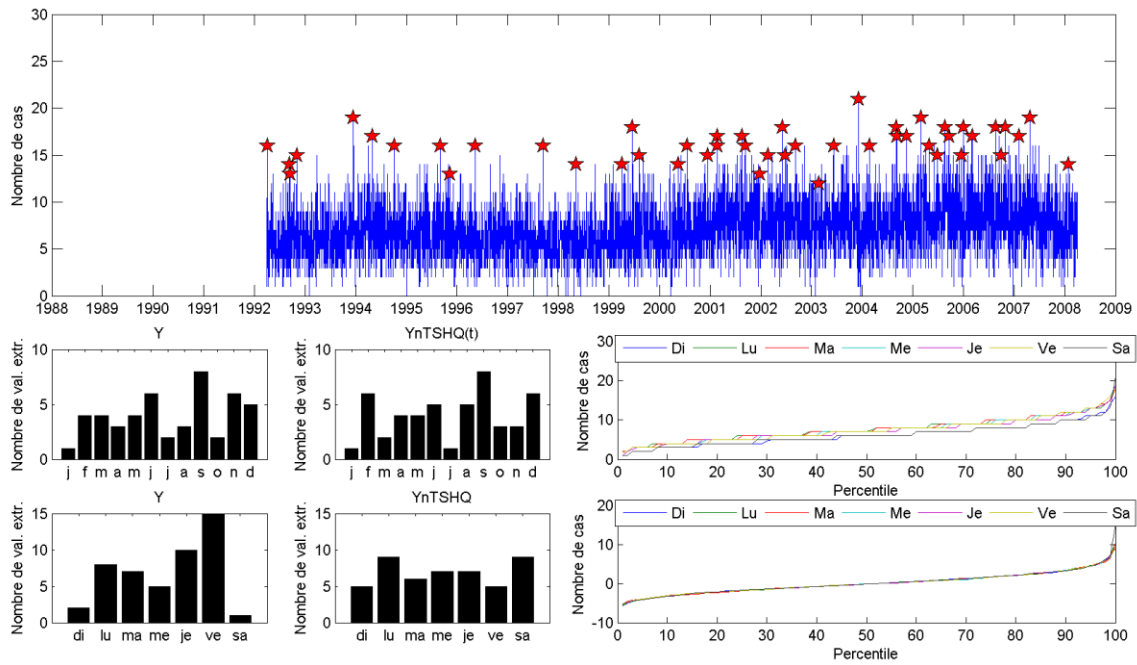 30
25
20
15
10
5
0
Nombre de cas
1988 1989 1990 1991 1992 1993 1994 1995 1996 1997 1998 1999 2000 2001 2002 2003 2004 2005 2006 2007 2008 2009
Y
10
5
0
Nombre de val. extr.
j f m a m j j a s o n d
YnTSHQ(t)
10
5
0
Nombre de val. extr.
j f m a m j j a s o n d
30
20
10
0
Nombre de cas
Di Lu Ma Me Je Ve Sa
0 10 20 30 40 50 60 70 80 90 100
Percentile
Y
15
10
5
0
Nombre de val. extr.
di lu ma me je ve sa
YnTSHQ
15
10
5
0
Nombre de val. extr.
di lu ma me je ve sa
20
10
0
-10
Nombre de cas
Di Lu Ma Me Je Ve Sa
0 10 20 30 40 50 60 70 80 90 100
Percentile